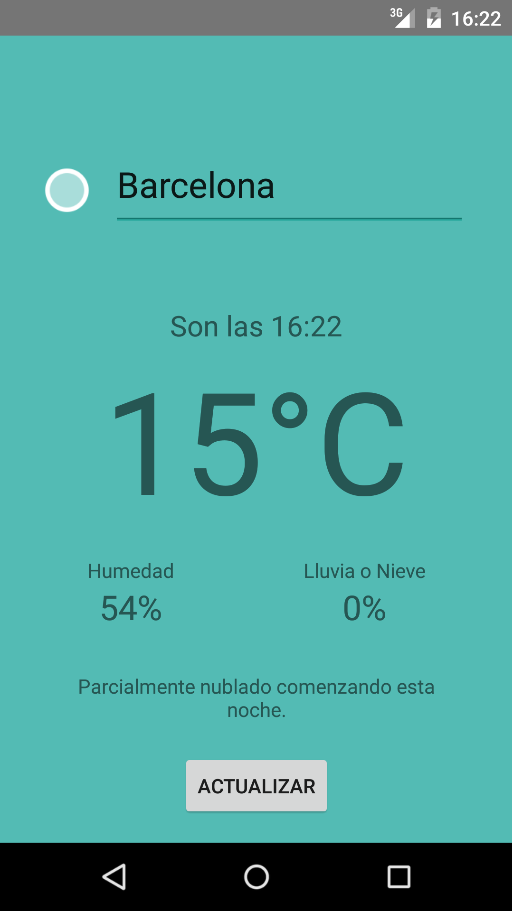 3G 16:22
Barcelona
Son las 16:22
15°C
Humedad Lluvia o Nieve
54% 0%
Parcialmente nublado comenzando esta
noche.
ACTUALIZAR